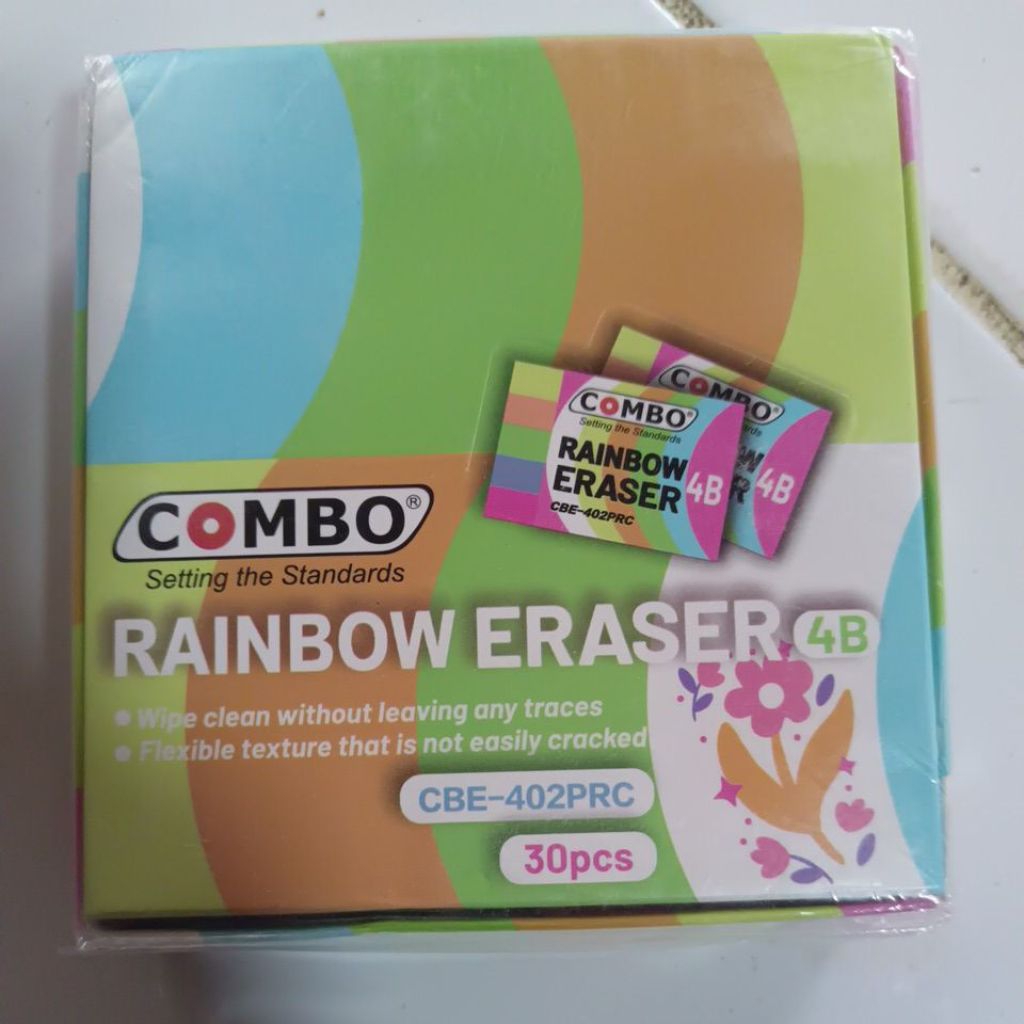 COMBO
Setting the Standards
RAINBOW
ERASER
4B
CBE-402PRC
COMBO
4B
COMBO®
Setting the Standards
RAINBOW ERASER 4B
• Wipe clean without leaving any traces
• Flexible texture that is not easily cracked
CBE-402PRC
30pcs